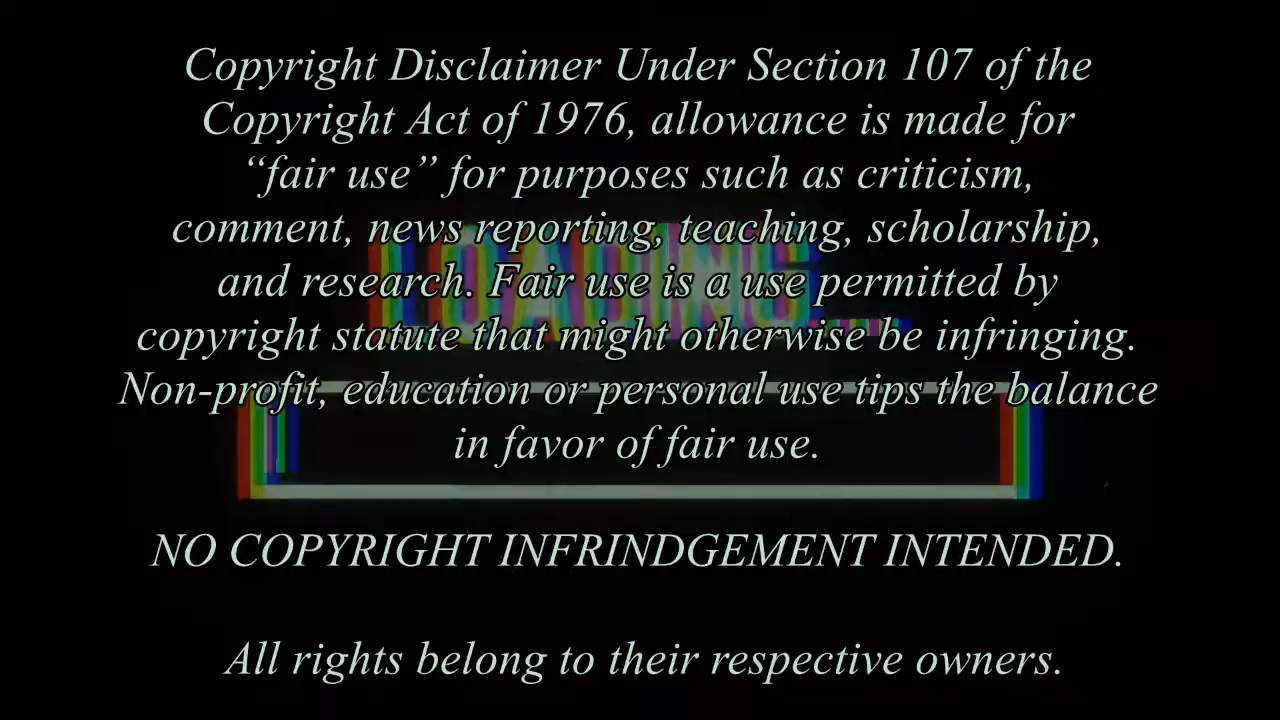 Copyright Disclaimer Under Section 107 of the
Copyright Act of 1976, allowance is made for
“fair use” for purposes such as criticism,
comment, news reporting, teaching, scholarship,
and research. Fair use is a use permitted by
copyright statute that might otherwise be infringing.
Non-profit, education or personal use tips the balance
in favor of fair use.
LOADING_
NO COPYRIGHT INFRINDGEMENT INTENDED.
All rights belong to their respective owners.